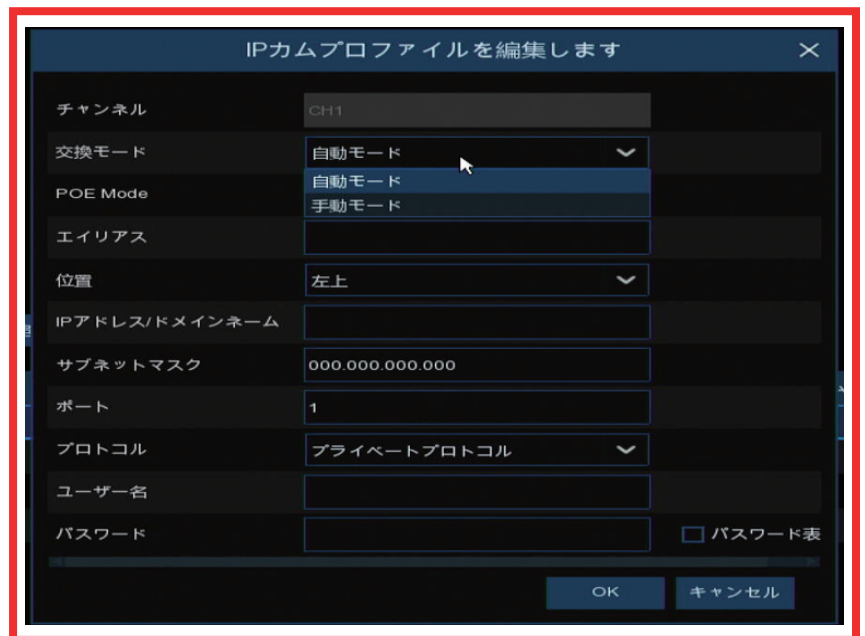 IPカムプロファイルを編集します
チャンネル CH1
交換モード 自動モード
自動モード
POE Mode
手動モード
エイリアス
位置 左上
IPアドレス/ドメインネーム
サブネットマスク 000.000.000.000
ポート 1
プロトコル プライベートプロトコル
ユーザー名
パスワード パスワード表
OK キャンセル